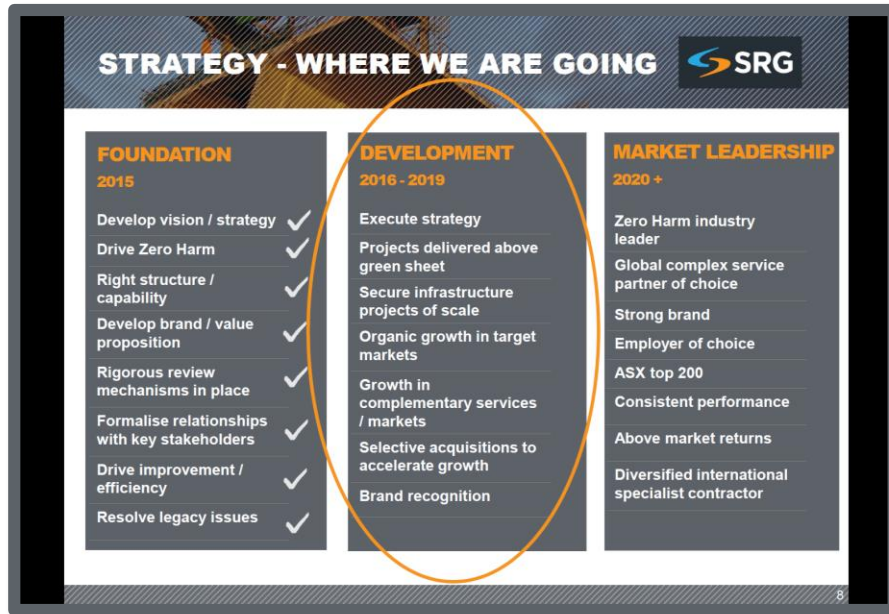 STRATEGY - WHERE WE ARE GOING
SRG
FOUNDATION
2015
Develop vision / strategy
Drive Zero Harm
Right structure /
capability
Develop brand / value
proposition
Rigorous review
mechanisms in place
Formalise relationships
with key stakeholders
Drive improvement /
efficiency
Resolve legacy issues
DEVELOPMENT
2016 - 2019
Execute strategy
Projects delivered above
green sheet
Secure infrastructure
projects of scale
Organic growth in target
markets
Growth in
complementary services
/ markets
Selective acquisitions to
accelerate growth
Brand recognition
MARKET LEADERSHIP
2020 +
Zero Harm industry
leader
Global complex service
partner of choice
Strong brand
Employer of choice
ASX top 200
Consistent performance
Above market returns
Diversified international
specialist contractor
8